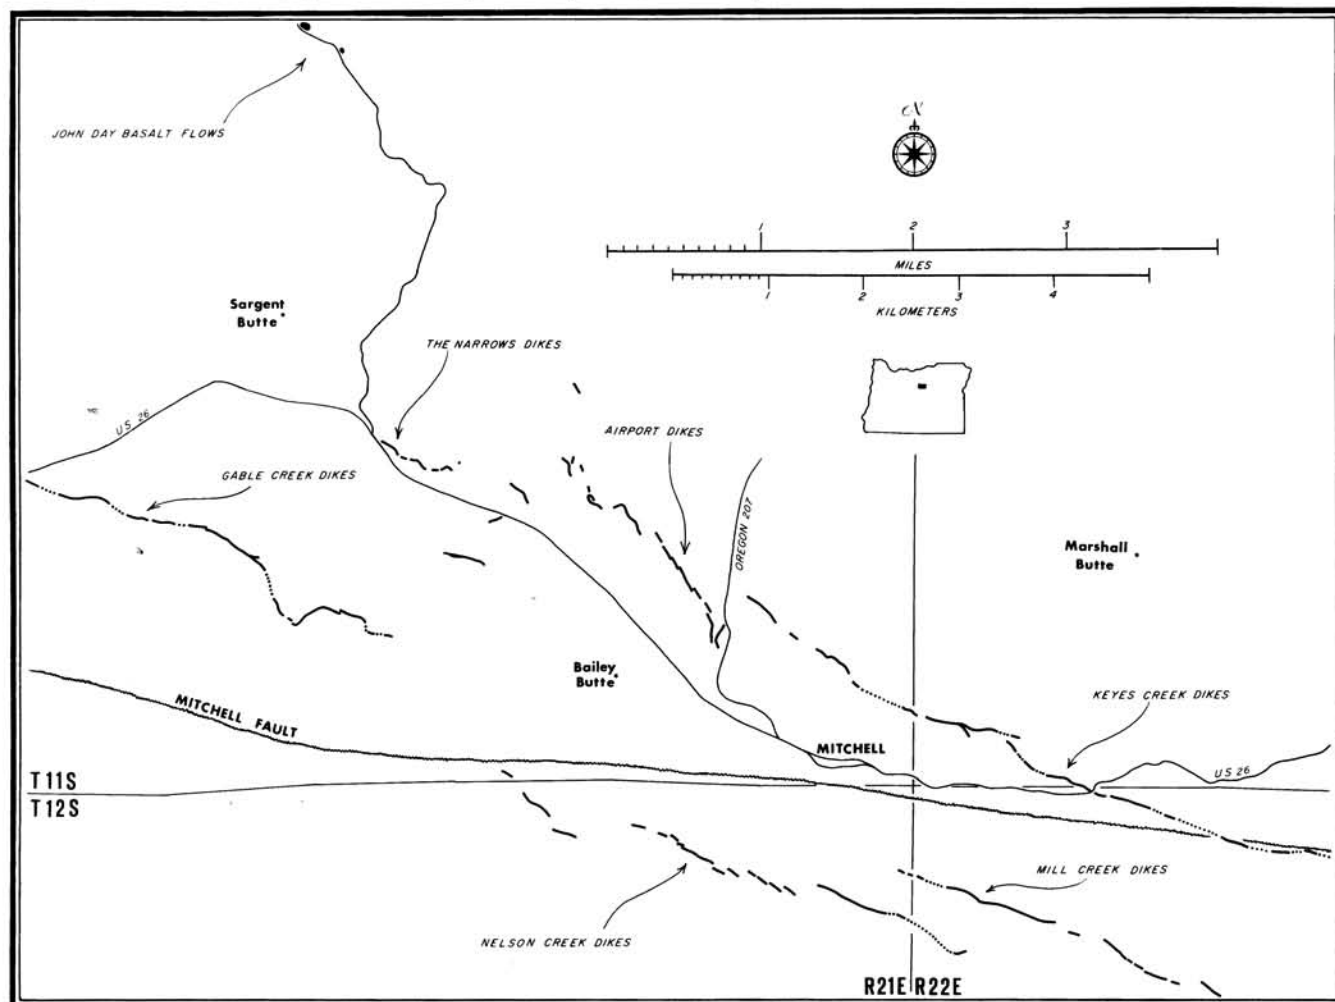 JOHN DAY BASALT FLOWS
N
1 2 3
MILES
1 2 3 4
KILOMETERS
Sargent
Butte
THE NARROWS DIKES
US 26
AIRPORT DIKES
GABLE CREEK DIKES
OREGON 207
Marshall
Butte
Bailey
Butte
MITCHELL FAULT
KEYES CREEK DIKES
MITCHELL
US 26
T11S
T12S
MILL CREEK DIKES
NELSON CREEK DIKES
R21E R22E